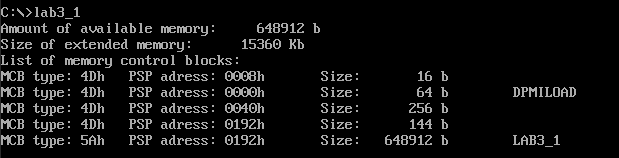 C:\>lab3_1
Amount of available memory: 648912 b
Size of extended memory: 15360 Kb
List of memory control blocks:
MCB type: 4Dh PSP adress: 0008h Size: 16 b
MCB type: 4Dh PSP adress: 0000h Size: 64 b DPMILOAD
MCB type: 4Dh PSP adress: 0040h Size: 256 b
MCB type: 4Dh PSP adress: 0192h Size: 144 b
MCB type: 5Ah PSP adress: 0192h Size: 648912 b LAB3_1